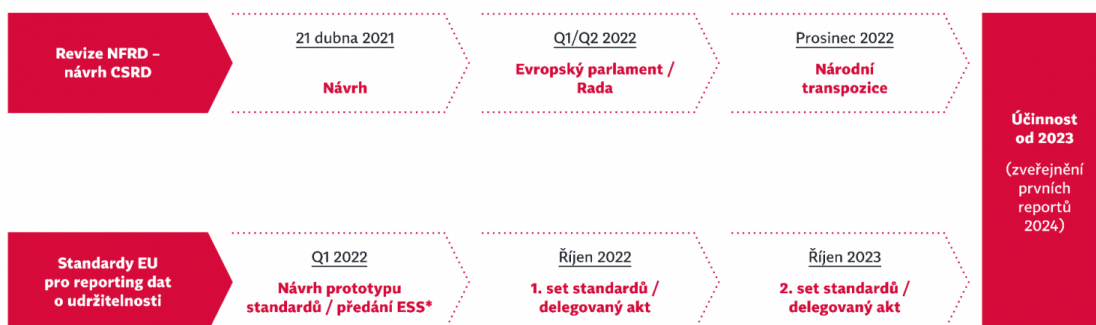 Revize NFRD –
návrh CSRD
21 dubna 2021
Návrh
Q1/Q2 2022
Evropský parlament /
Rada
Prosinec 2022
Národní
transpozice
Účinnost
od 2023
(zveřejnění
prvních
reportů
2024)
Standardy EU
pro reporting dat
o udržitelnosti
Q1 2022
Návrh prototypu
standardů / předání ESS*
Říjen 2022
1. set standardů /
delegovaný akt
Říjen 2023
2. set standardů /
delegovaný akt